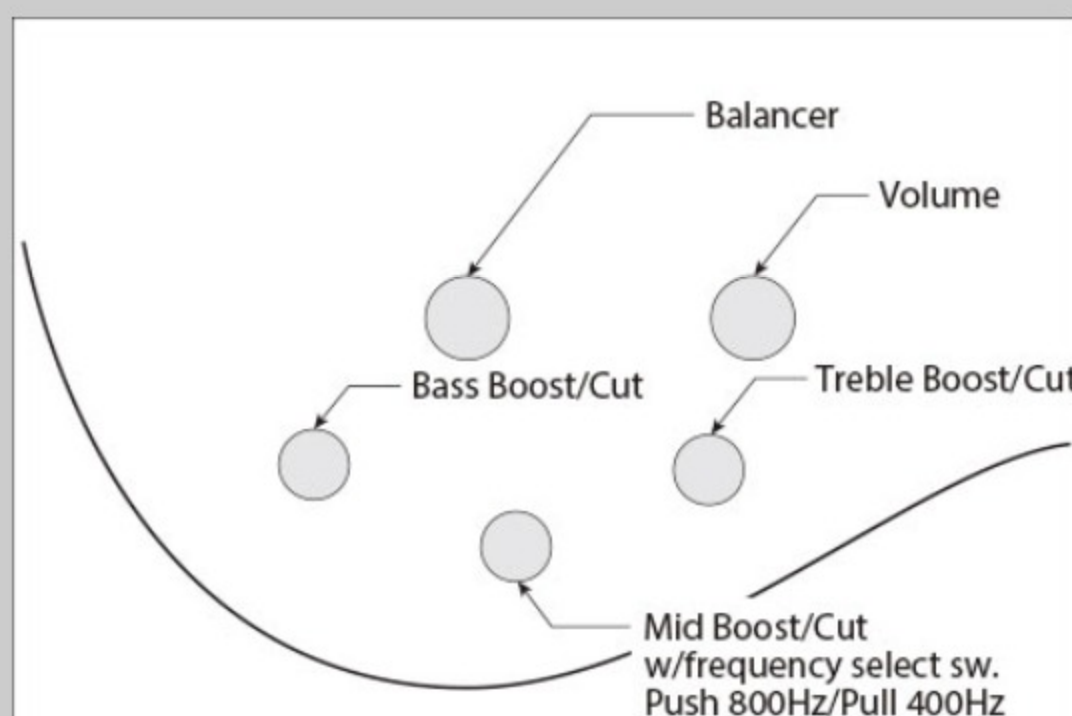 Balancer
Volume
Bass Boost/Cut
Treble Boost/Cut
Mid Boost/Cut
w/frequency select sw.
Push 800Hz/Pull 400Hz